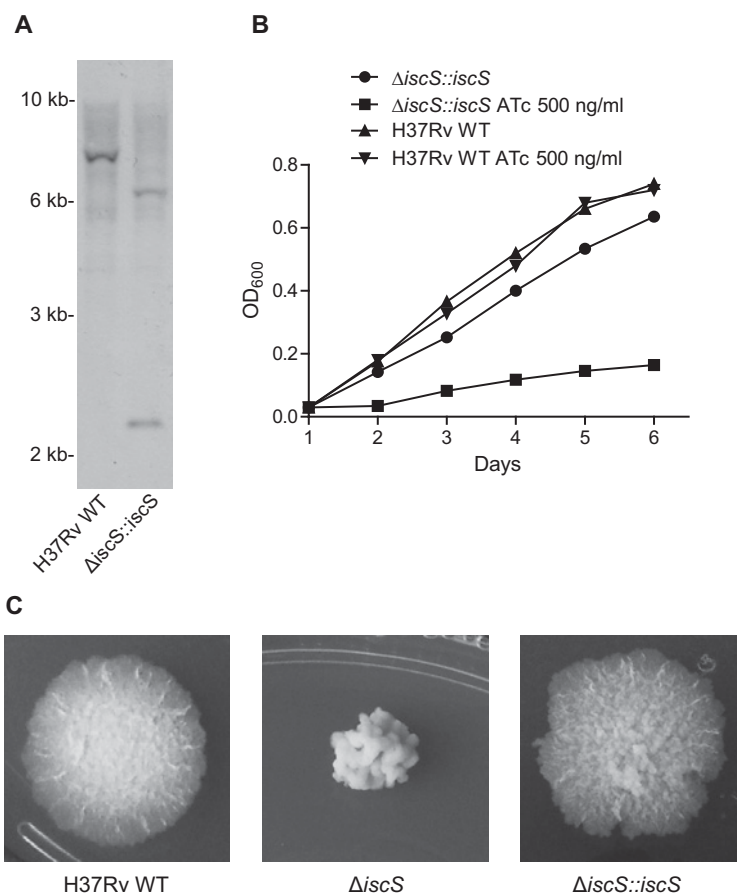 A
10 kb-
6 kb-
3 kb-
2 kb-
H37Rv WT
ΔiscS::iscS
B
ΔiscS::iscS
ΔiscS::iscS ATc 500 ng/ml
H37Rv WT
H37Rv WT ATc 500 ng/ml
0.8
0.6
0.4
0.2
0.0
OD600
1 2 3 4 5 6
Days
C
H37Rv WT
ΔiscS
ΔiscS::iscS